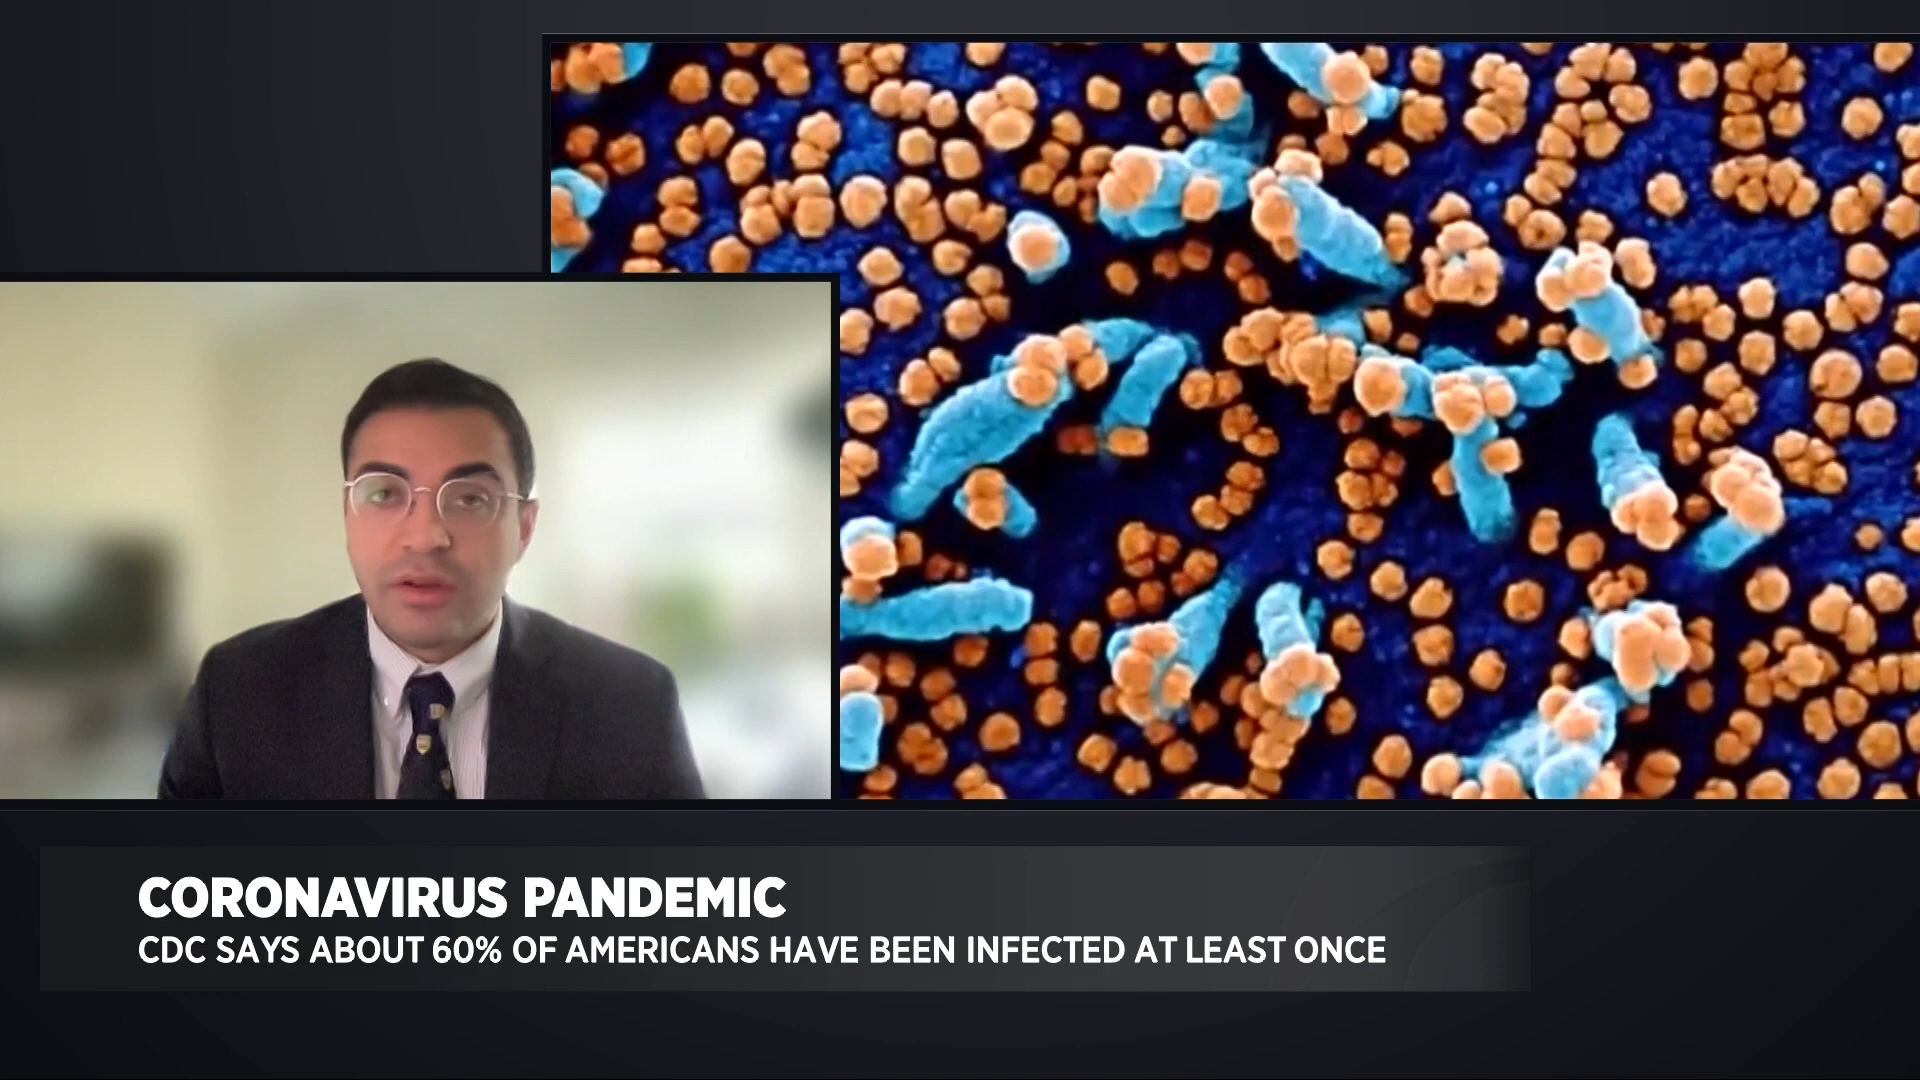 CORONAVIRUS PANDEMIC
CDC SAYS ABOUT 60% OF AMERICANS HAVE BEEN INFECTED AT LEAST ONCE